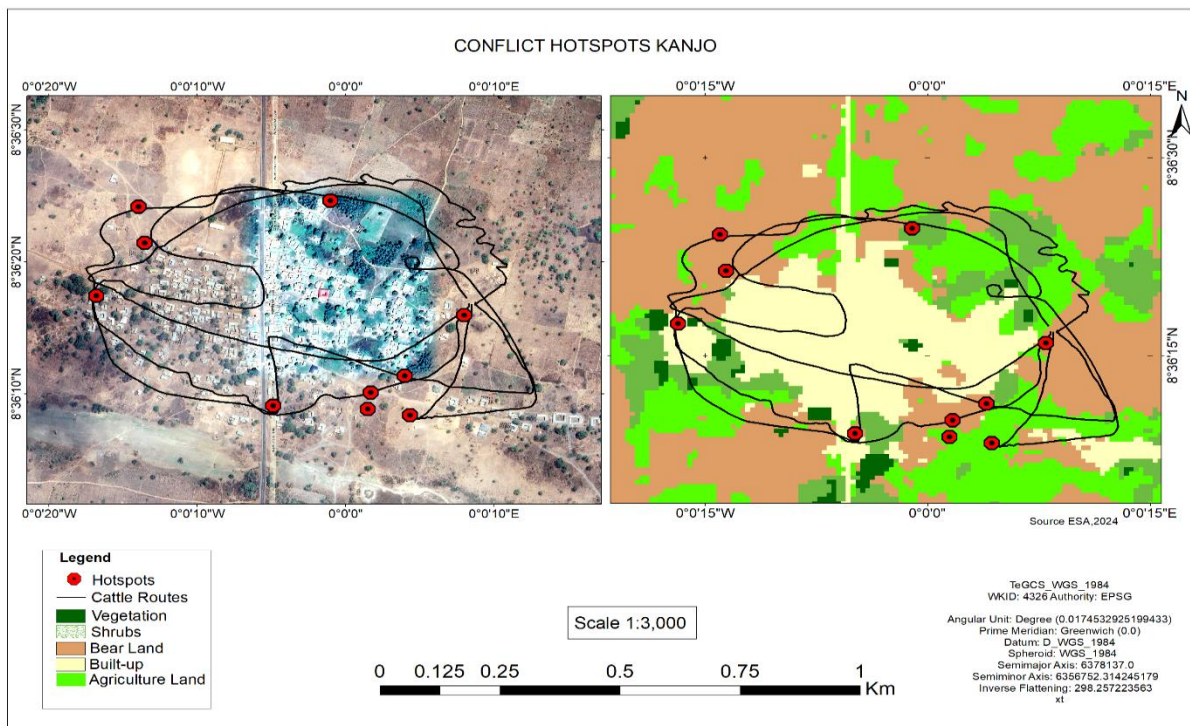 CONFLICT HOTSPOTS KANJO
0°0'20"W 0°0'10"W 0°0'0" 0°0'10"E
0°0'15"W 0°0'0" 0°0'15"E
N
8°36'30"N
8°36'20"N
8°36'10"N
8°36'30"N
8°36'15"N
0°0'20"W 0°0'10"W 0°0'0" 0°0'10"E
0°0'15"W 0°0'0" 0°0'15"E
Source ESA,2024
Legend
Hotspots
Cattle Routes
Vegetation
Shrubs
Bear Land
Built-up
Agriculture Land
Scale 1:3,000
0 0.125 0.25 0.5 0.75 1
Km
TeGCS_WGS_1984
WKID: 4326 Authority: EPSG
Angular Unit: Degree (0.0174532925199433)
Prime Meridian: Greenwich (0.0)
Datum: D_WGS_1984
Spheroid: WGS_1984
Semimajor Axis: 6378137.0
Semiminor Axis: 6356752.314245179
Inverse Flattening: 298.257223563
xt